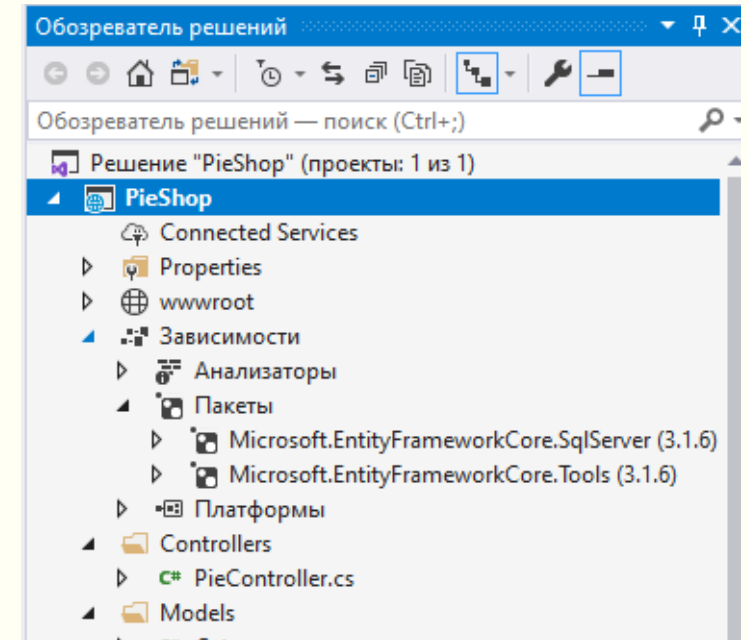 Обозреватель решений
Обозреватель решений — поиск (Ctrl+;)
Решение "PieShop" (проекты: 1 из 1)
PieShop
Connected Services
Properties
wwwroot
Зависимости
Анализаторы
Пакеты
Microsoft.EntityFrameworkCore.SqlServer (3.1.6)
Microsoft.EntityFrameworkCore.Tools (3.1.6)
Платформы
Controllers
C# PieController.cs
Models